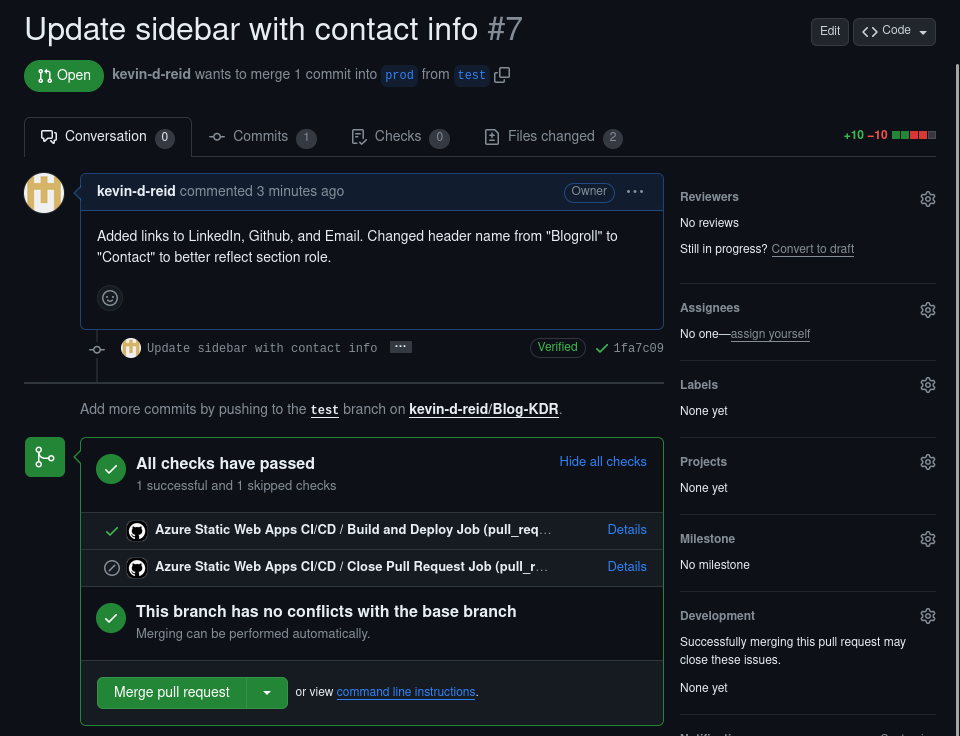 Update sidebar with contact info #7
Edit
Code
Open
kevin-d-reid wants to merge 1 commit into prod from test
Conversation 0
Commits 1
Checks 0
Files changed 2
+10 −10
kevin-d-reid commented 3 minutes ago
Owner
Added links to LinkedIn, Github, and Email. Changed header name from "Blogroll" to
"Contact" to better reflect section role.
Update sidebar with contact info
Verified
1fa7c09
Add more commits by pushing to the test branch on kevin-d-reid/Blog-KDR.
All checks have passed
Hide all checks
1 successful and 1 skipped checks
Azure Static Web Apps CI/CD / Build and Deploy Job (pull_req…
Details
Azure Static Web Apps CI/CD / Close Pull Request Job (pull_r…
Details
This branch has no conflicts with the base branch
Merging can be performed automatically.
Merge pull request
or view command line instructions.
Reviewers
No reviews
Still in progress? Convert to draft
Assignees
No one—assign yourself
Labels
None yet
Projects
None yet
Milestone
No milestone
Development
Successfully merging this pull request may
close these issues.
None yet